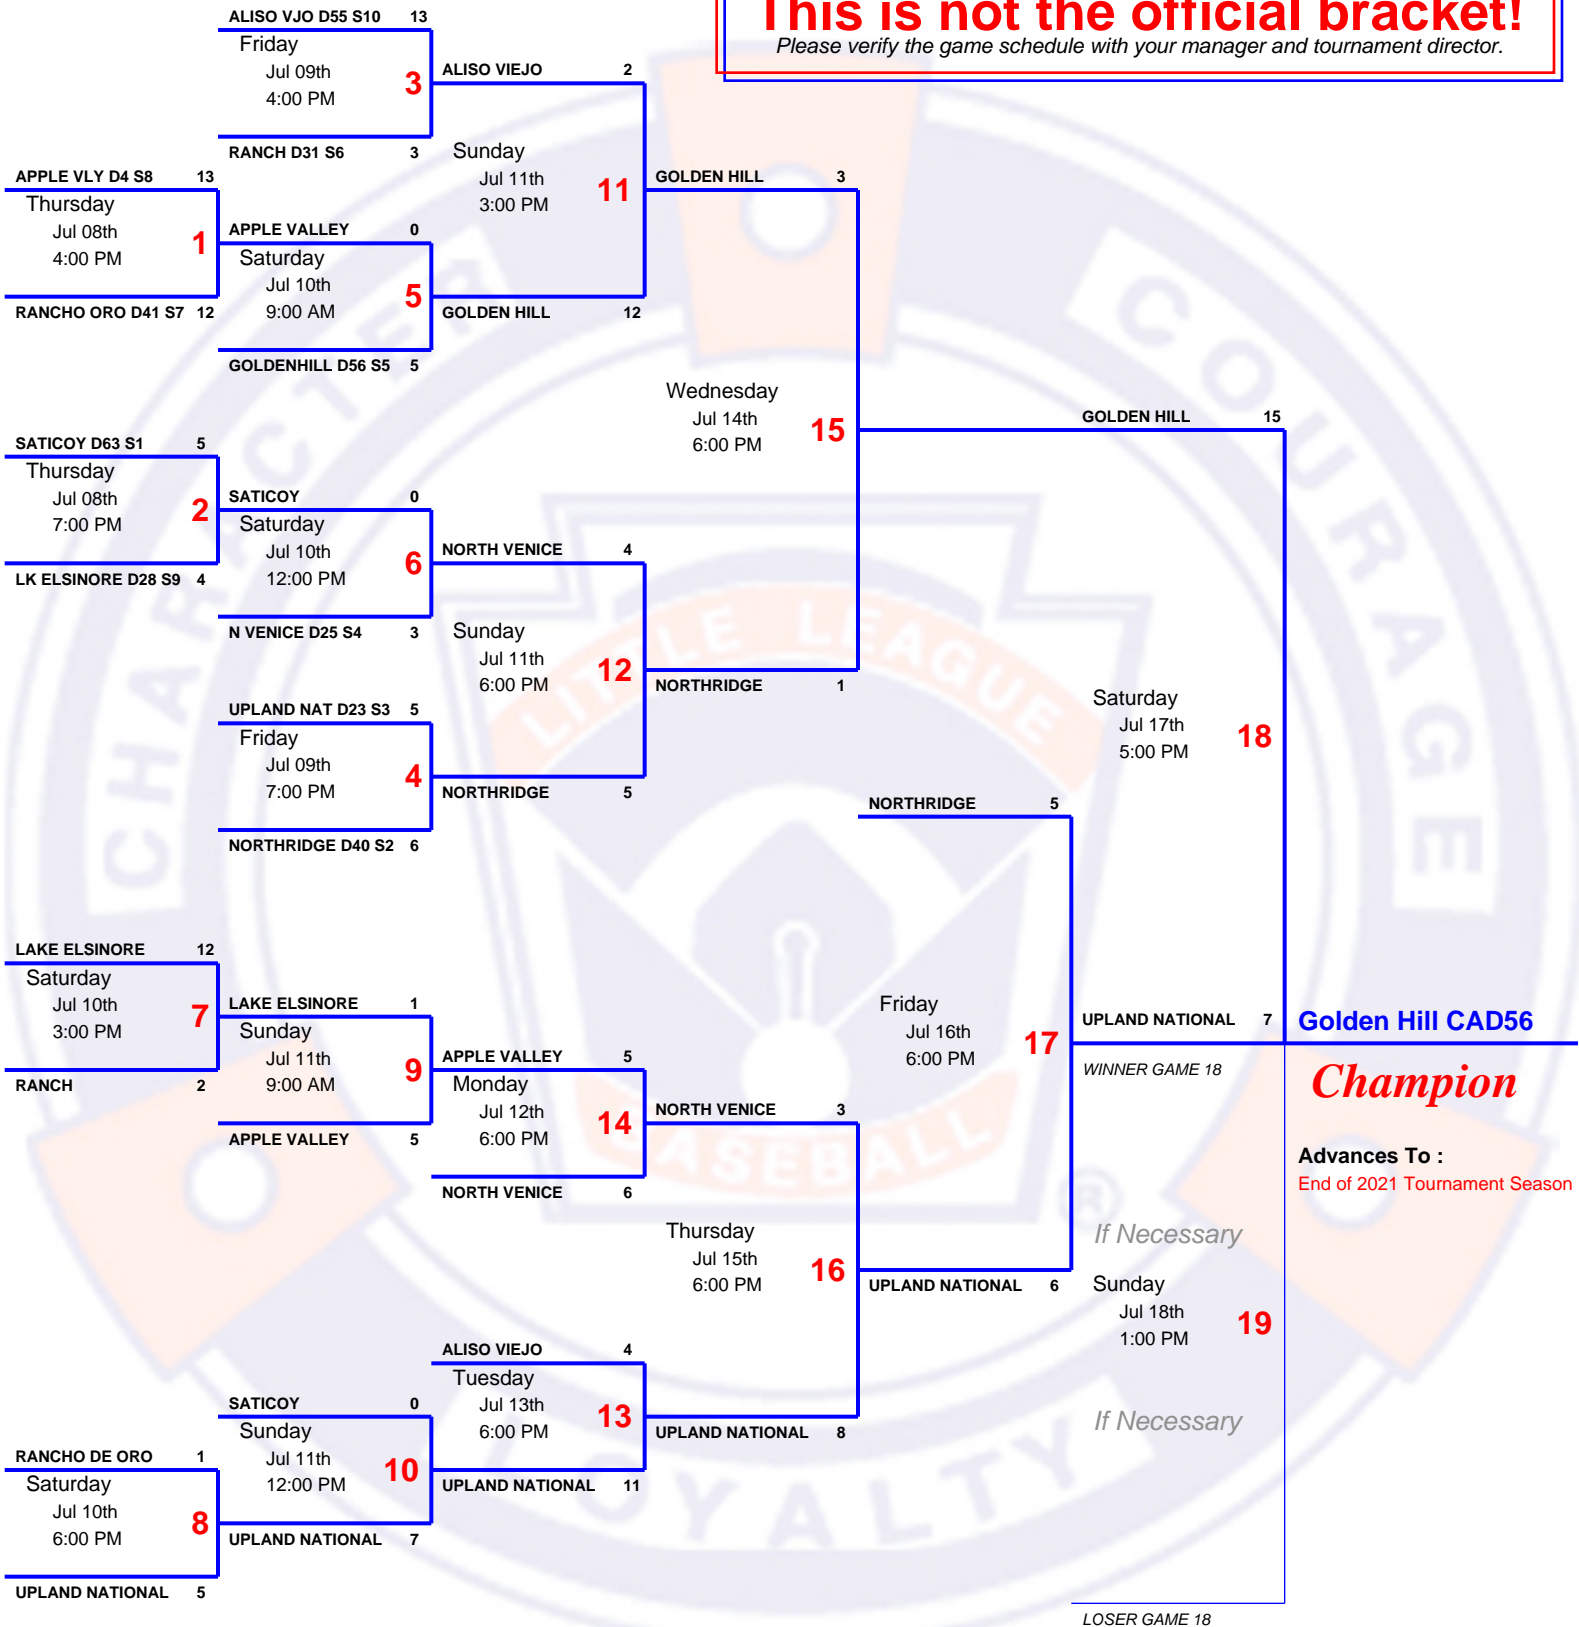 This is not the official bracket!
Please verify the game schedule with your manager and tournament director.
ALISO VJO D55 S10 13
Friday
Jul 09th
4:00 PM
3
RANCH D31 S6 3
APPLE VLY D4 S8 13
Thursday
Jul 08th
4:00 PM
1
RANCHO ORO D41 S7 12
APPLE VALLEY 0
Saturday
Jul 10th
9:00 AM
5
GOLDENHILL D56 S5 5
ALISO VIEJO 2
Sunday
Jul 11th
3:00 PM
11
GOLDEN HILL 12
SATICOY D63 S1 5
Thursday
Jul 08th
7:00 PM
2
LK ELSINORE D28 S9 4
SATICOY 0
Saturday
Jul 10th
12:00 PM
6
N VENICE D25 S4 3
UPLAND NAT D23 S3 5
Friday
Jul 09th
7:00 PM
4
NORTHRIDGE D40 S2 6
NORTH VENICE 4
Sunday
Jul 11th
6:00 PM
12
NORTHRIDGE 5
GOLDEN HILL 3
Wednesday
Jul 14th
6:00 PM
15
NORTHRIDGE 1
GOLDEN HILL 15
Saturday
Jul 17th
5:00 PM
18
LAKE ELSINORE 12
Saturday
Jul 10th
3:00 PM
7
RANCH 2
LAKE ELSINORE 1
Sunday
Jul 11th
9:00 AM
9
APPLE VALLEY 5
APPLE VALLEY 5
Monday
Jul 12th
6:00 PM
14
NORTH VENICE 6
RANCHO DE ORO 1
Saturday
Jul 10th
6:00 PM
8
UPLAND NATIONAL 5
SATICOY 0
Sunday
Jul 11th
12:00 PM
10
UPLAND NATIONAL 7
ALISO VIEJO 4
Tuesday
Jul 13th
6:00 PM
13
UPLAND NATIONAL 11
NORTH VENICE 3
Thursday
Jul 15th
6:00 PM
16
UPLAND NATIONAL 8
NORTHRIDGE 5
Friday
Jul 16th
6:00 PM
17
UPLAND NATIONAL 6
UPLAND NATIONAL 7
WINNER GAME 18
If Necessary
Sunday
Jul 18th
1:00 PM
19
If Necessary
LOSER GAME 18
Golden Hill CAD56
Champion
Advances To :
End of 2021 Tournament Season
CHARACTER
COURAGE
LOYALTY
LITTLE LEAGUE
BASEBALL
®